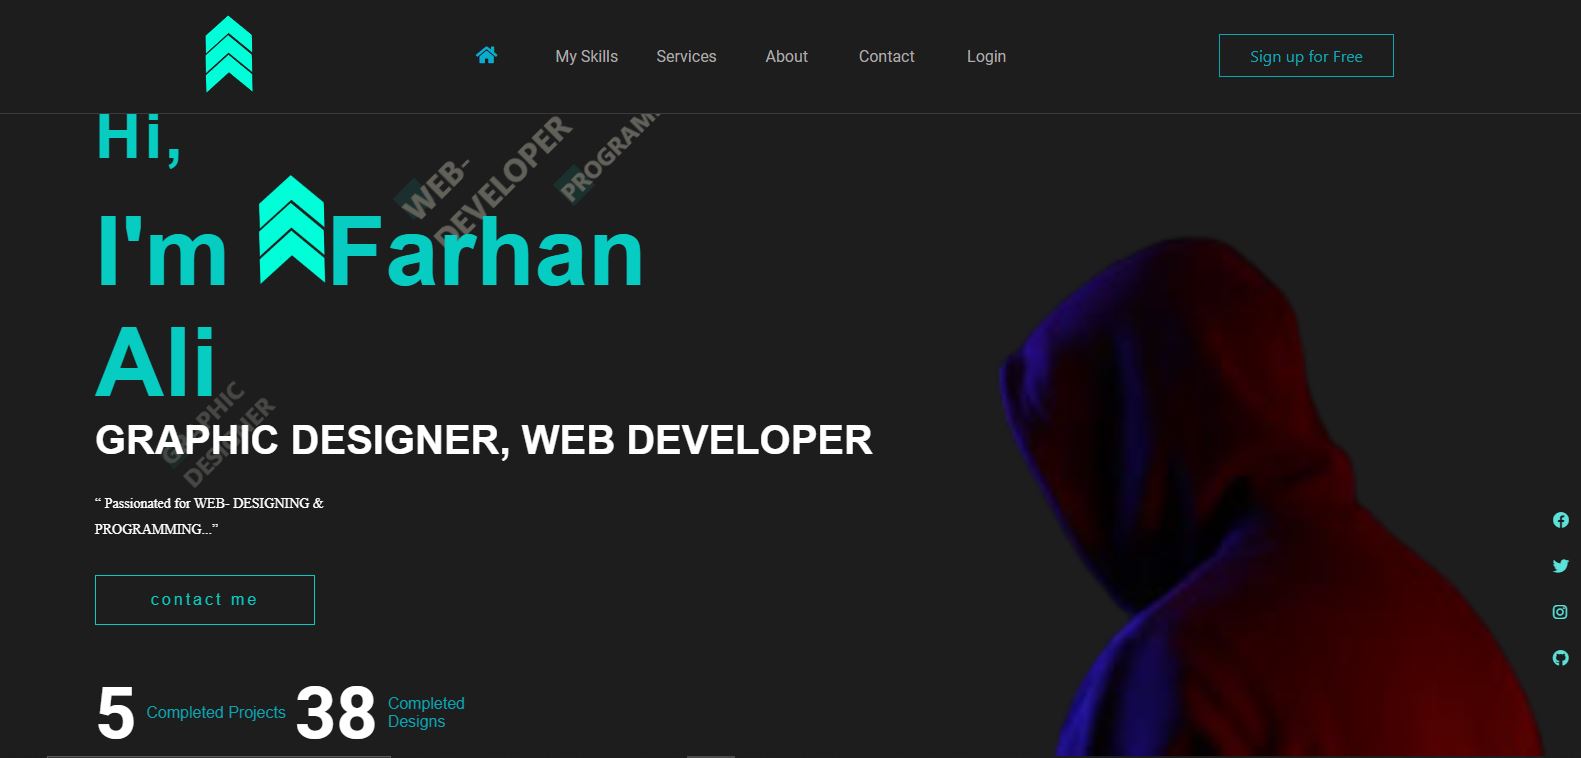 My Skills
Services
About
Contact
Login
Sign up for Free
Hi,
WEB-
DEVELOPER
I'm Farhan
Ali
GRAPHIC
DESIGNER
GRAPHIC DESIGNER, WEB DEVELOPER
“ Passionated for WEB- DESIGNING &
PROGRAMMING...”
contact me
5 Completed Projects 38 Completed
Designs